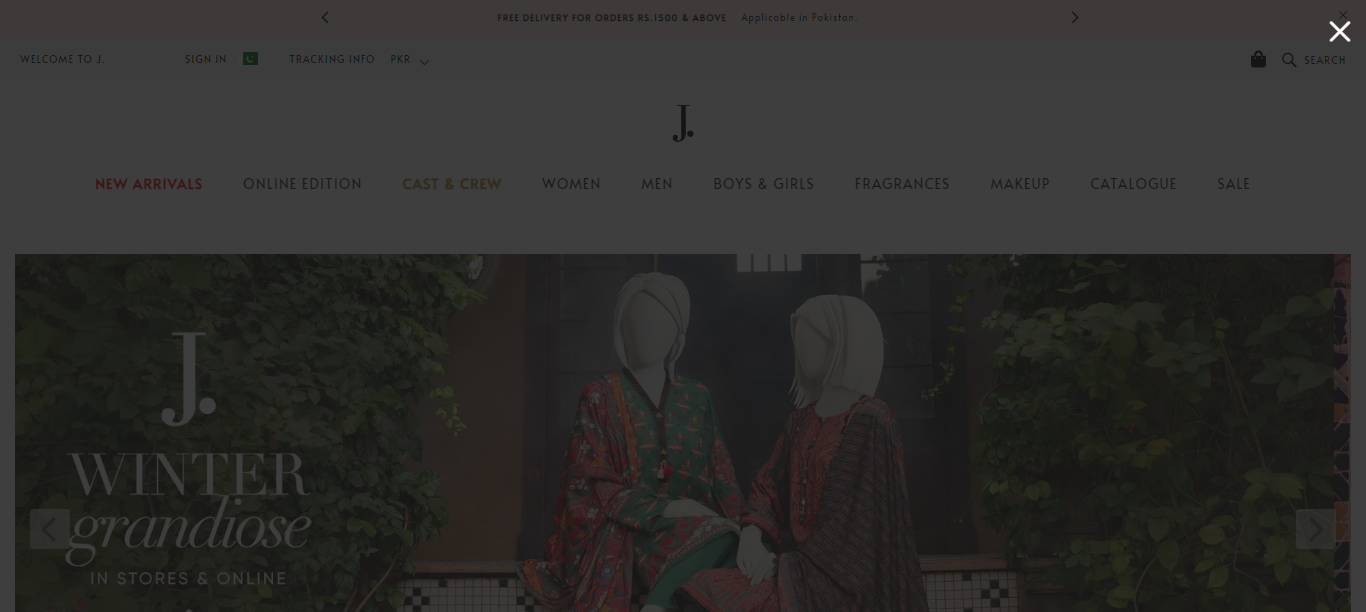 FREE DELIVERY FOR ORDERS RS.1500 & ABOVE Applicable in Pakistan.
WELCOME TO J. SIGN IN TRACKING INFO PKR SEARCH
J.
NEW ARRIVALS ONLINE EDITION CAST & CREW WOMEN MEN BOYS & GIRLS FRAGRANCES MAKEUP CATALOGUE SALE
J.
WINTER
grandiose
IN STORES & ONLINE